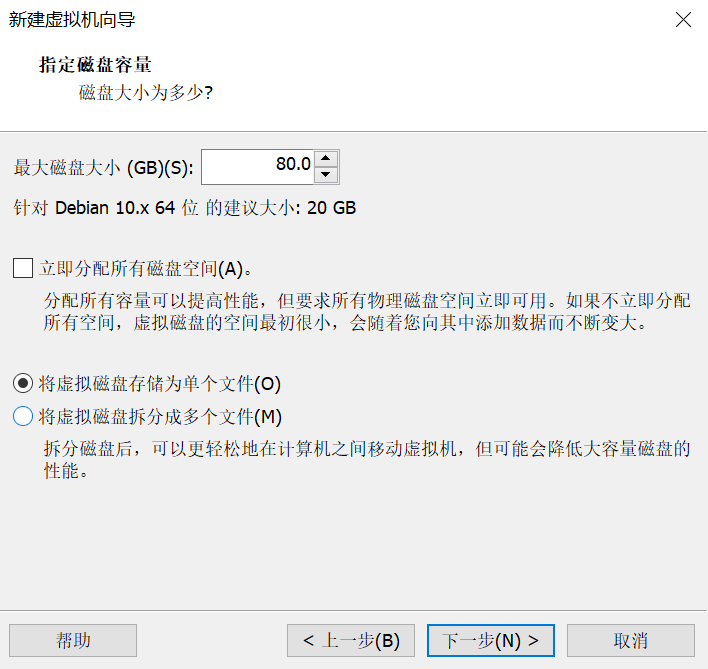 新建虚拟机向导
指定磁盘容量
磁盘大小为多少?
最大磁盘大小 (GB)(S): 80.0
针对 Debian 10.x 64 位 的建议大小: 20 GB
立即分配所有磁盘空间(A)。
分配所有容量可以提高性能，但要求所有物理磁盘空间立即可用。如果不立即分配
所有空间，虚拟磁盘的空间最初很小，会随着您向其中添加数据而不断变大。
将虚拟磁盘存储为单个文件(O)
将虚拟磁盘拆分成多个文件(M)
拆分磁盘后，可以更轻松地在计算机之间移动虚拟机，但可能会降低大容量磁盘的
性能。
帮助 < 上一步(B) 下一步(N) > 取消